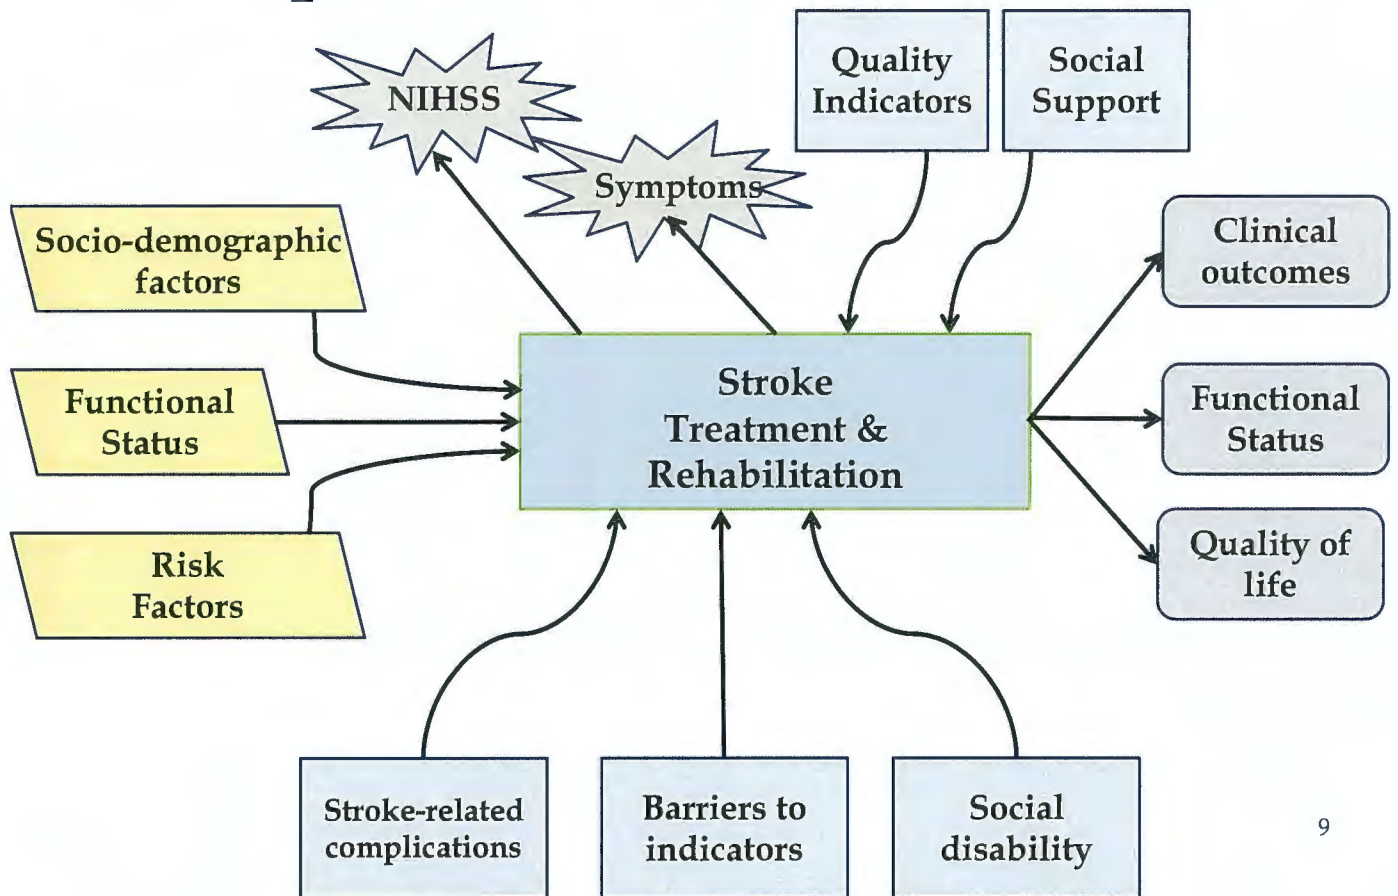 NIHSS
Symptoms
Quality
Indicators
Social
Support
Socio-demographic
factors
Functional
Status
Risk
Factors
Stroke
Treatment &
Rehabilitation
Clinical
outcomes
Functional
Status
Quality of
life
Stroke-related
complications
Barriers to
indicators
Social
disability
9